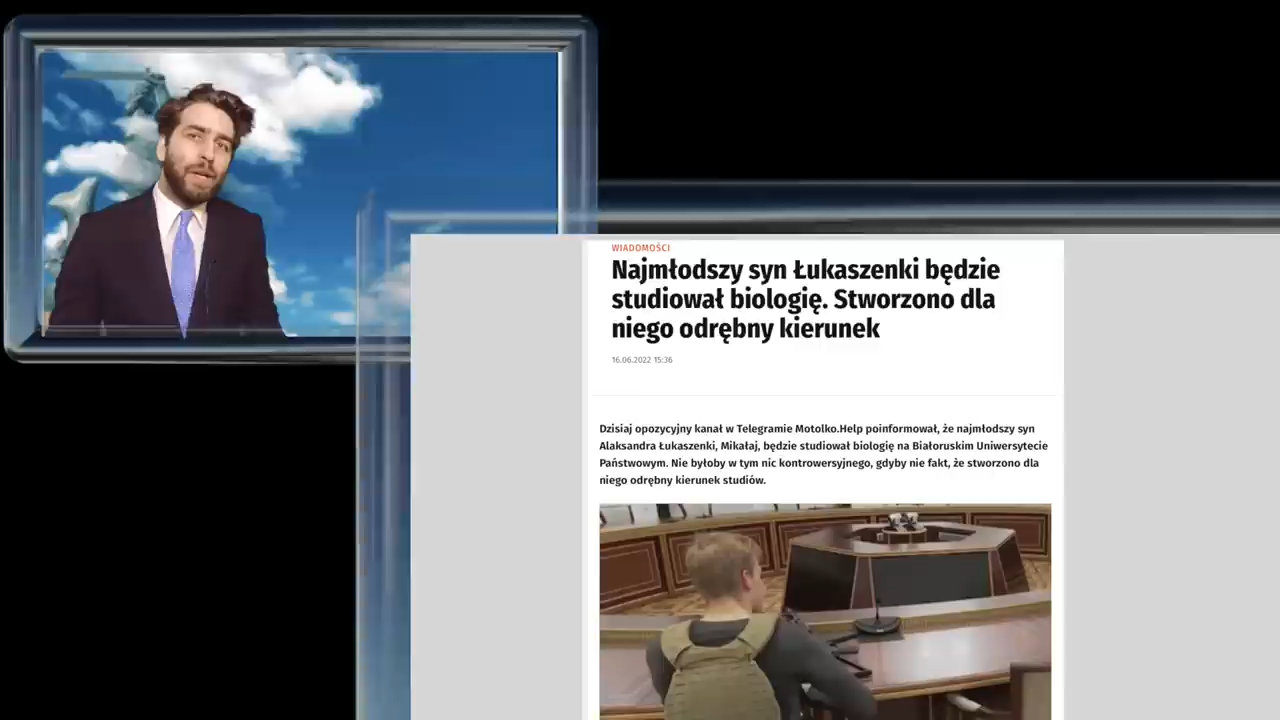 WIADOMOŚCI
Najmłodszy syn Łukaszenki będzie
studiował biologię. Stworzono dla
niego odrębny kierunek
16.06.2022 15:36
Dzisiaj opozycyjny kanał w Telegramie Motolko.Help poinformował, że najmłodszy syn
Alaksandra Łukaszenki, Mikałaj, będzie studiował biologię na Białoruskim Uniwersytecie
Państwowym. Nie byłoby w tym nic kontrowersyjnego, gdyby nie fakt, że stworzono dla
niego odrębny kierunek studiów.